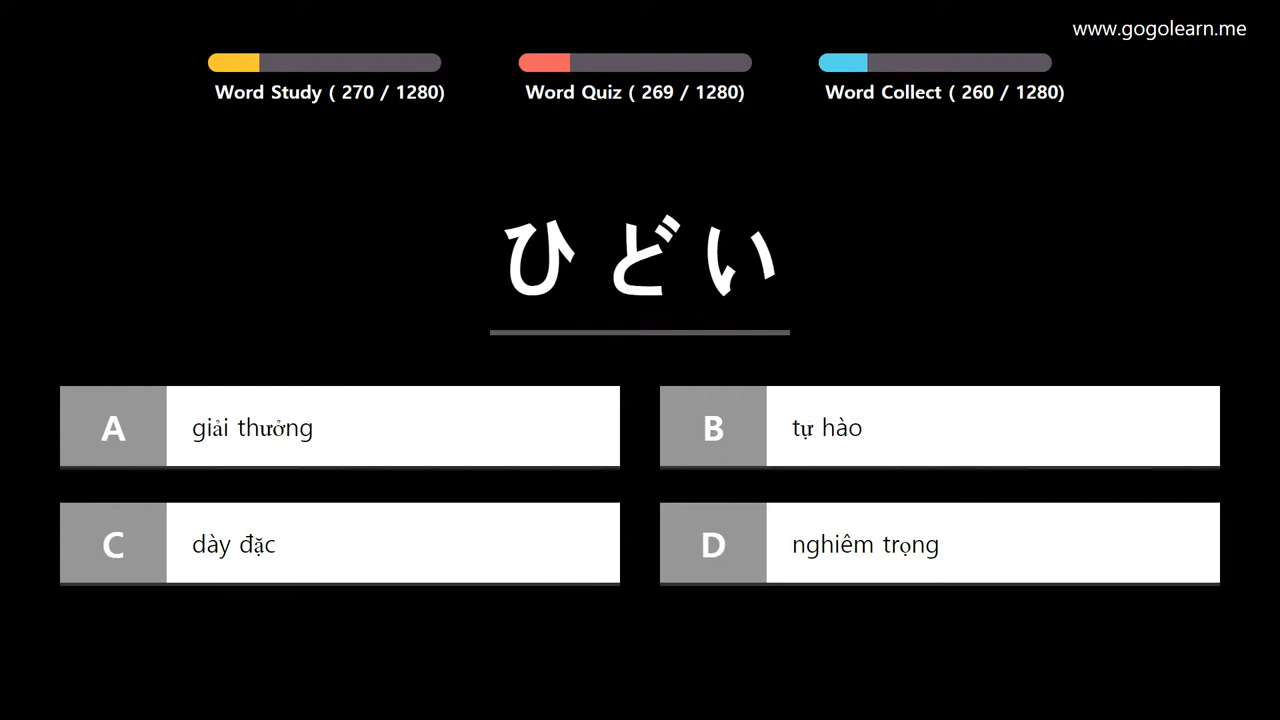 www.gogolearn.me
Word Study ( 270 / 1280)
Word Quiz ( 269 / 1280)
Word Collect ( 260 / 1280)
ひどい
A giải thưởng
B tự hào
C dày đặc
D nghiêm trọng